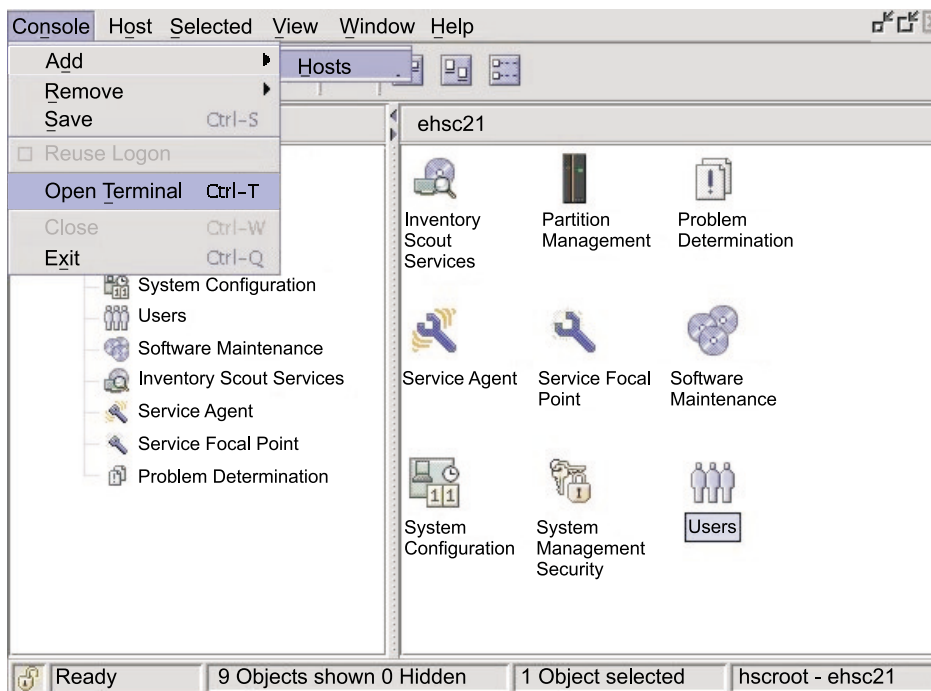 Console Host Selected View Window Help
Add
Hosts
Remove
Save Ctrl-S
Reuse Logon
Open Terminal Ctrl-T
Close Ctrl-W
Exit Ctrl-Q
System Configuration
Users
Software Maintenance
Inventory Scout Services
Service Agent
Service Focal Point
Problem Determination
ehsc21
Inventory
Scout
Services
Partition
Management
Problem
Determination
Service Agent
Service Focal
Point
Software
Maintenance
System
Configuration
System
Management
Security
Users
Ready 9 Objects shown 0 Hidden 1 Object selected hscroot - ehsc21